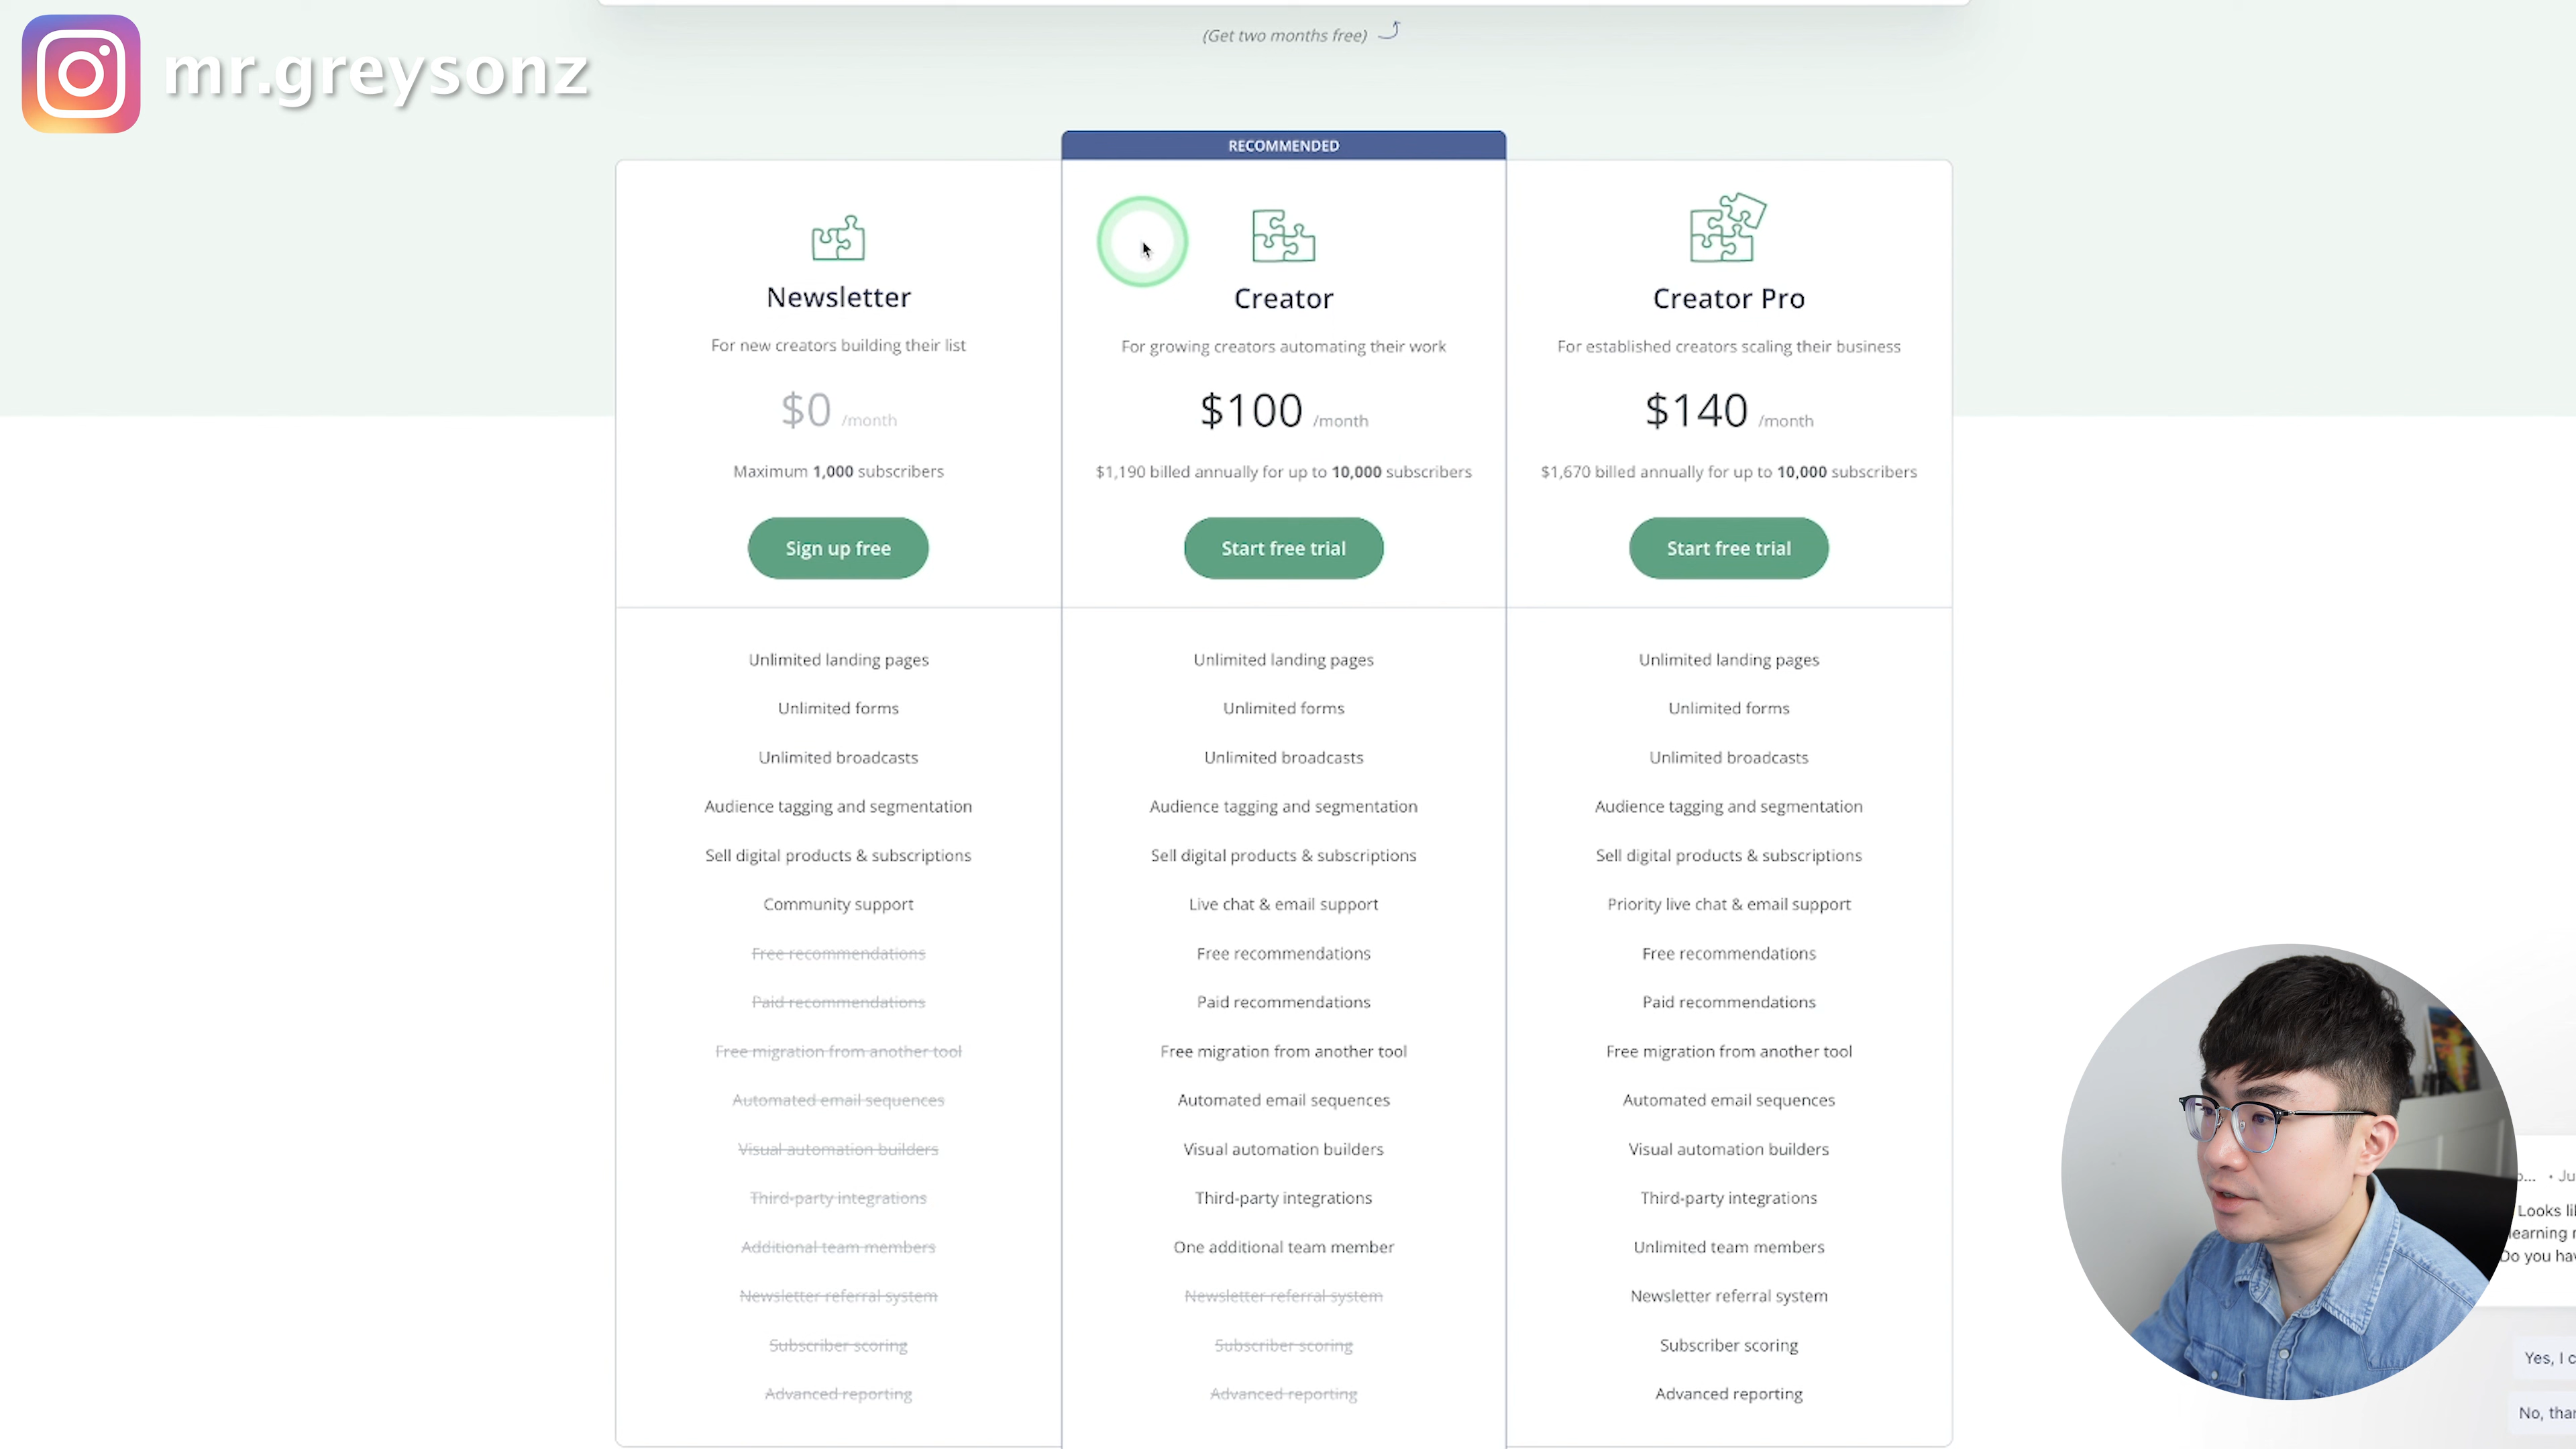 mr.greysonz
(Get two months free)
RECOMMENDED
Newsletter
For new creators building their list
$0 /month
Maximum 1,000 subscribers
Sign up free
Unlimited landing pages
Unlimited forms
Unlimited broadcasts
Audience tagging and segmentation
Sell digital products & subscriptions
Community support
Free recommendations
Paid recommendations
Free migration from another tool
Automated email sequences
Visual automation builders
Third-party integrations
Additional team members
Newsletter referral system
Subscriber scoring
Advanced reporting
Creator
For growing creators automating their work
$100 /month
$1,190 billed annually for up to 10,000 subscribers
Start free trial
Unlimited landing pages
Unlimited forms
Unlimited broadcasts
Audience tagging and segmentation
Sell digital products & subscriptions
Live chat & email support
Free recommendations
Paid recommendations
Free migration from another tool
Automated email sequences
Visual automation builders
Third-party integrations
One additional team member
Newsletter referral system
Subscriber scoring
Advanced reporting
Creator Pro
For established creators scaling their business
$140 /month
$1,670 billed annually for up to 10,000 subscribers
Start free trial
Unlimited landing pages
Unlimited forms
Unlimited broadcasts
Audience tagging and segmentation
Sell digital products & subscriptions
Priority live chat & email support
Free recommendations
Paid recommendations
Free migration from another tool
Automated email sequences
Visual automation builders
Third-party integrations
Unlimited team members
Newsletter referral system
Subscriber scoring
Advanced reporting
Looks
learning
Do you
Yes, I
No,